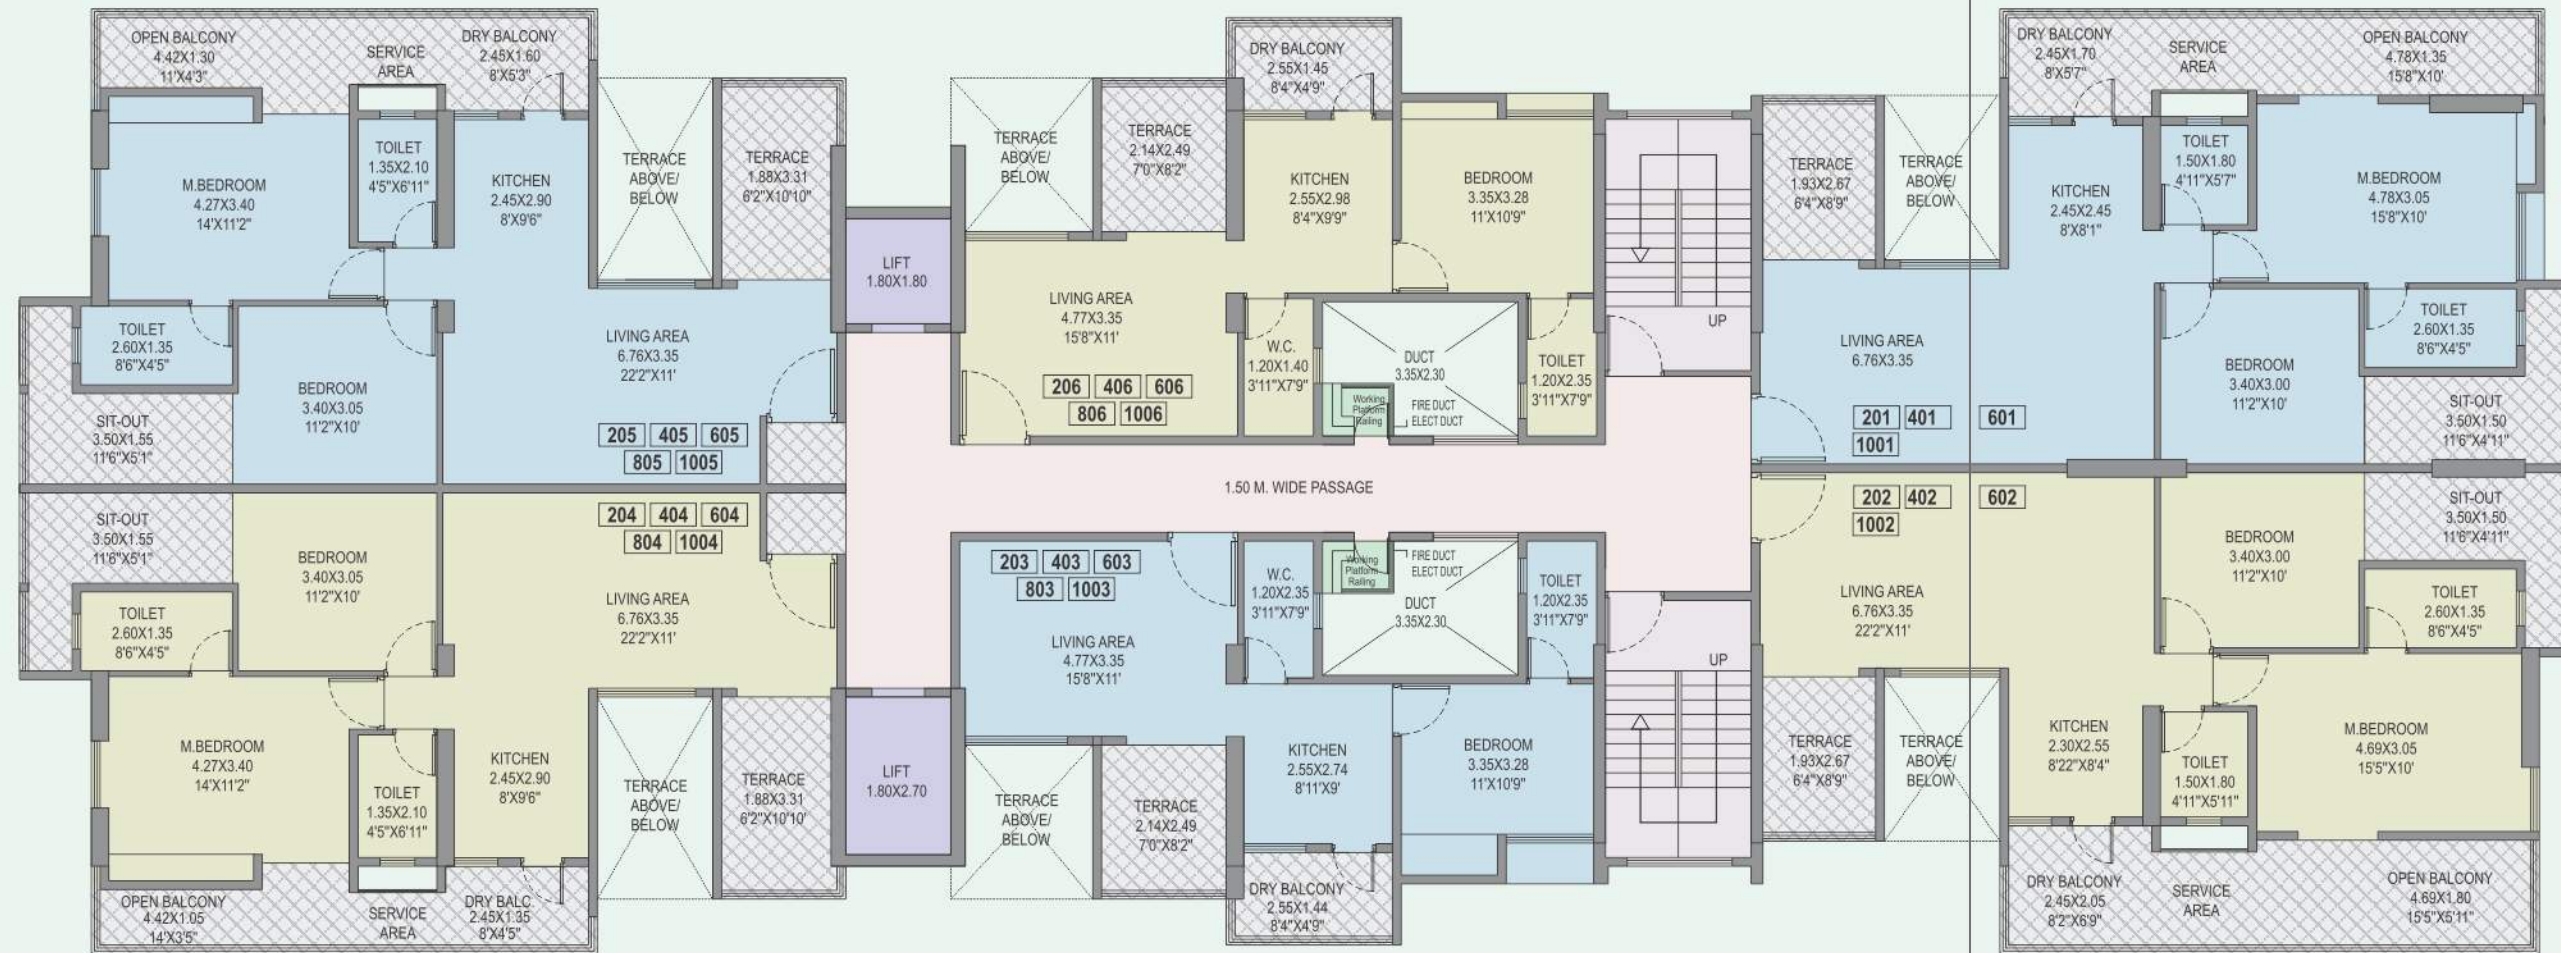 OPEN BALCONY
4.42X1.30
11'X4'3"
SERVICE
AREA
DRY BALCONY
2.45X1.60
8'X5'3"
M.BEDROOM
4.27X3.40
14'X11'2"
TOILET
1.35X2.10
4'5"X6'11"
KITCHEN
2.45X2.90
8'X9'6"
TERRACE
ABOVE/
BELOW
TERRACE
1.88X3.31
6'2"X10'10"
TOILET
2.60X1.35
8'6"X4'5"
BEDROOM
3.40X3.05
11'2"X10'
SIT-OUT
3.50X1.55
11'6"X5'1"
LIVING AREA
6.76X3.35
22'2"X11'
205 405 605
805 1005
LIFT
1.80X1.80
TERRACE
ABOVE/
BELOW
TERRACE
2.14X2.49
7'0"X8'2"
DRY BALCONY
2.55X1.45
8'4"X4'9"
KITCHEN
2.55X2.98
8'4"X9'9"
BEDROOM
3.35X3.28
11'X10'9"
LIVING AREA
4.77X3.35
15'8"X11'
206 406 606
806 1006
W.C.
1.20X1.40
3'11"X7'9"
DUCT
3.35X2.30
Working
Platform
Railing
FIRE DUCT
ELECT DUCT
TOILET
1.20X2.35
3'11"X7'9"
UP
TERRACE
1.93X2.67
6'4"X8'9"
TERRACE
ABOVE/
BELOW
DRY BALCONY
2.45X1.70
8'X5'7"
SERVICE
AREA
OPEN BALCONY
4.78X1.35
15'8"X10'
KITCHEN
2.45X2.45
8'X8'1"
TOILET
1.50X1.80
4'11"X5'7"
M.BEDROOM
4.78X3.05
15'8"X10'
LIVING AREA
6.76X3.35
201 401 601
1001
BEDROOM
3.40X3.00
11'2"X10'
TOILET
2.60X1.35
8'6"X4'5"
SIT-OUT
3.50X1.50
11'6"X4'11"
1.50 M. WIDE PASSAGE
SIT-OUT
3.50X1.55
11'6"X5'1"
BEDROOM
3.40X3.05
11'2"X10'
204 404 604
804 1004
LIVING AREA
6.76X3.35
22'2"X11'
TOILET
2.60X1.35
8'6"X4'5"
M.BEDROOM
4.27X3.40
14'X11'2"
TOILET
1.35X2.10
4'5"X6'11"
KITCHEN
2.45X2.90
8'X9'6"
TERRACE
ABOVE/
BELOW
TERRACE
1.88X3.31
6'2"X10'10'
OPEN BALCONY
4.42X1.05
14'X3'5"
SERVICE
AREA
DRY BALC.
2.45X1.35
8'X4'5"
LIFT
1.80X2.70
203 403 603
803 1003
LIVING AREA
4.77X3.35
15'8"X11'
W.C.
1.20X2.35
3'11"X7'9"
Working
Platform
Railing
FIRE DUCT
ELECT DUCT
DUCT
3.35X2.30
TOILET
1.20X2.35
3'11"X7'9"
TERRACE
ABOVE/
BELOW
TERRACE
2.14X2.49
7'0"X8'2"
KITCHEN
2.55X2.74
8'11'X9'
BEDROOM
3.35X3.28
11'X10'9"
DRY BALCONY
2.55X1.44
8'4"X4'9"
UP
202 402 602
1002
LIVING AREA
6.76X3.35
22'2"X11'
BEDROOM
3.40X3.00
11'2"X10'
SIT-OUT
3.50X1.50
11'6"X4'11"
TOILET
2.60X1.35
8'6"X4'5"
TERRACE
1.93X2.67
6'4"X8'9"
TERRACE
ABOVE/
BELOW
KITCHEN
2.30X2.55
8'22"X8'4"
TOILET
1.50X1.80
4'11"X5'11"
M.BEDROOM
4.69X3.05
15'5"X10'
DRY BALCONY
2.45X2.05
8'2"X6'9"
SERVICE
AREA
OPEN BALCONY
4.69X1.80
15'5"X5'11"